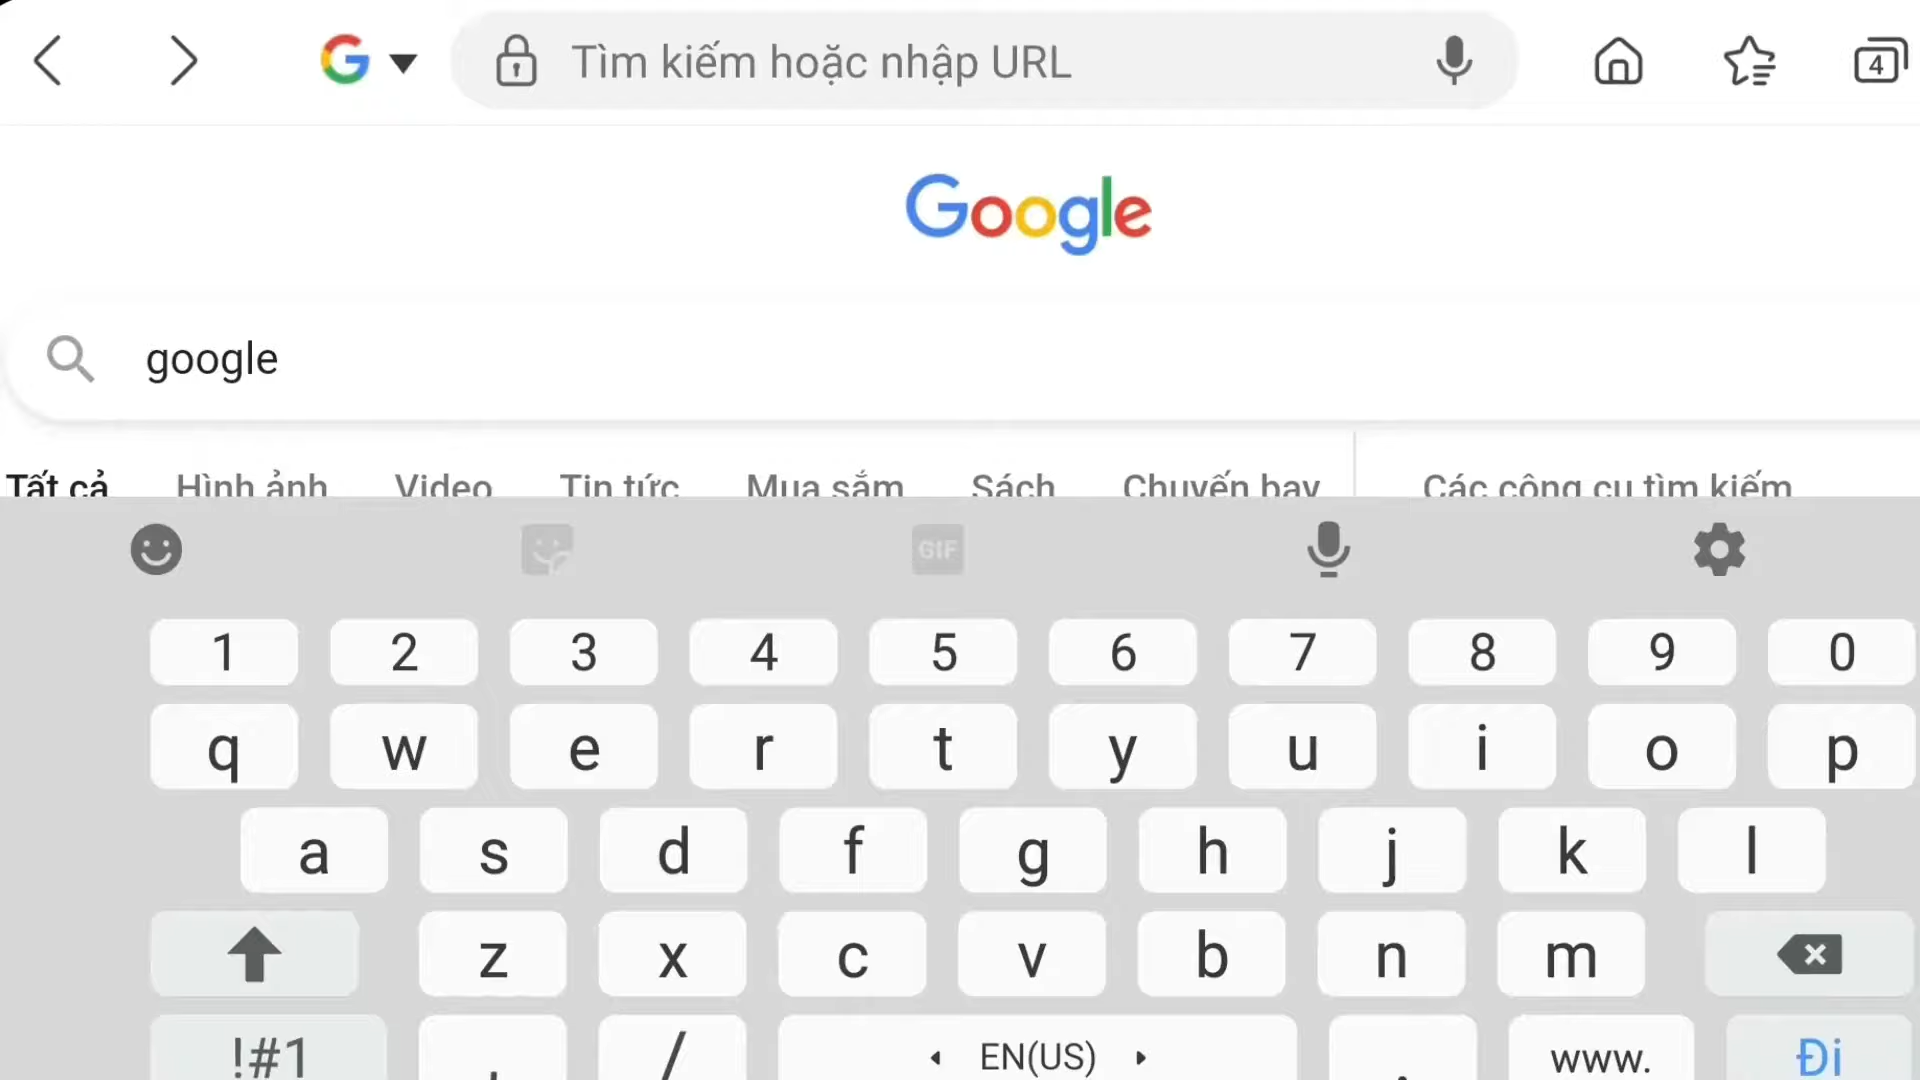 Tìm kiếm hoặc nhập URL
4
Google
google
Tất cả Hình ảnh Video Tin tức Mua sắm Sách Chuyến bay Các công cụ tìm kiếm
GIF
1 2 3 4 5 6 7 8 9 0
q w e r t y u i o p
a s d f g h j k l
z x c v b n m
!#1 , / EN(US) . www. Đi